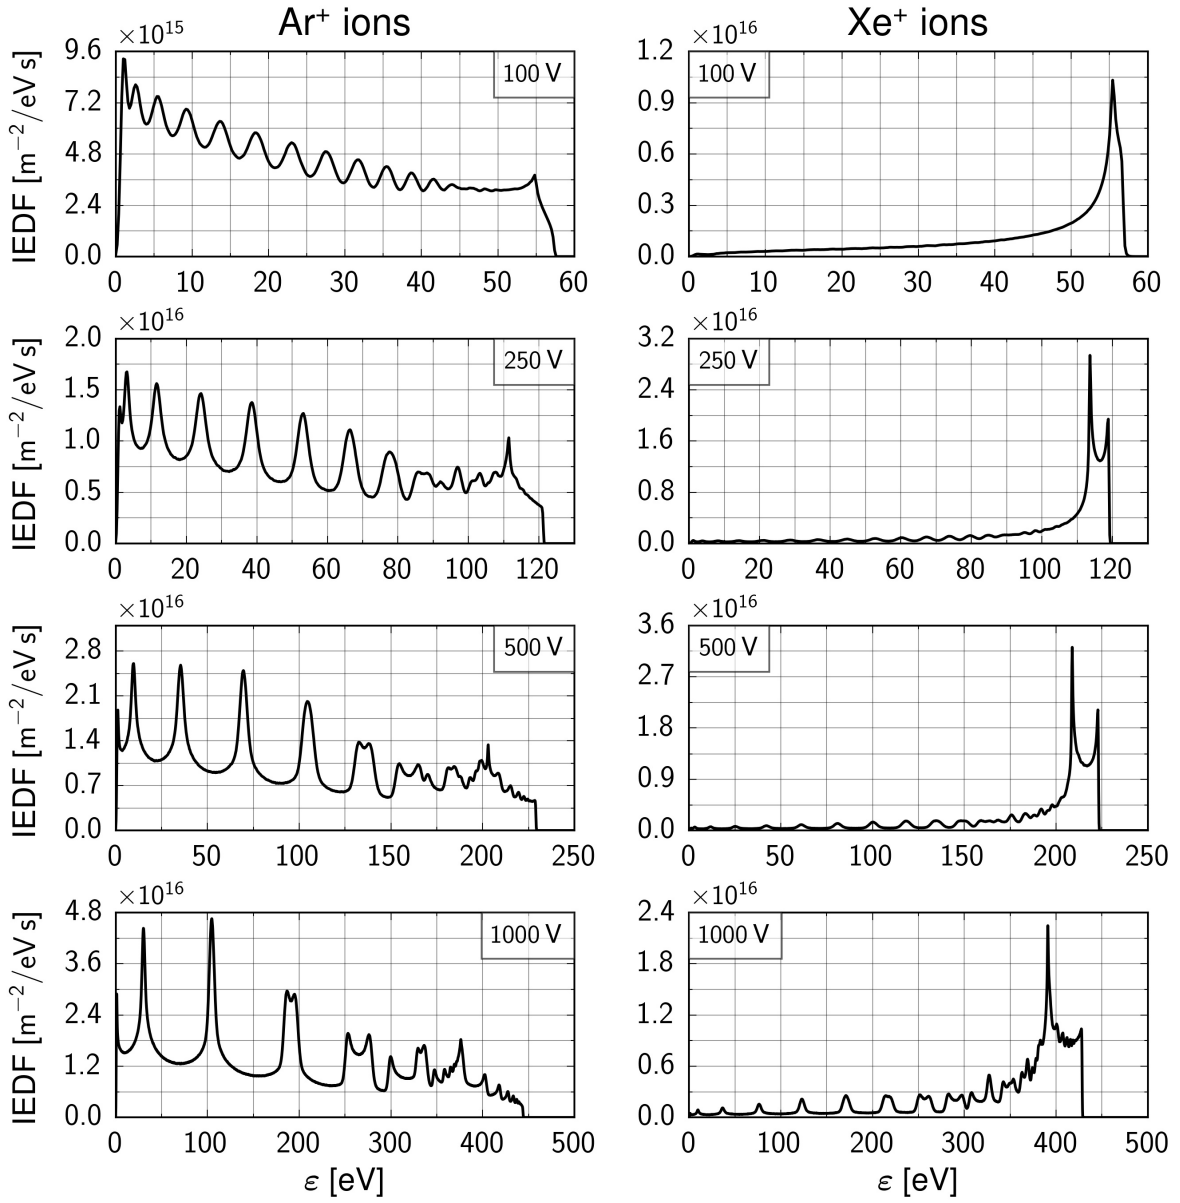 Ar⁺ ions
Xe⁺ ions
×10¹⁵
IEDF [m⁻²/eV s]
9.6
7.2
4.8
2.4
0.0
100 V
0 10 20 30 40 50 60
×10¹⁶
1.2
0.9
0.6
0.3
0.0
100 V
0 10 20 30 40 50 60
×10¹⁶
IEDF [m⁻²/eV s]
2.0
1.5
1.0
0.5
0.0
250 V
0 20 40 60 80 100 120
×10¹⁶
3.2
2.4
1.6
0.8
0.0
250 V
0 20 40 60 80 100 120
×10¹⁶
IEDF [m⁻²/eV s]
2.8
2.1
1.4
0.7
0.0
500 V
0 50 100 150 200 250
×10¹⁶
3.6
2.7
1.8
0.9
0.0
500 V
0 50 100 150 200 250
×10¹⁶
IEDF [m⁻²/eV s]
4.8
3.6
2.4
1.2
0.0
1000 V
0 100 200 300 400 500
ε [eV]
×10¹⁶
2.4
1.8
1.2
0.6
0.0
1000 V
0 100 200 300 400 500
ε [eV]